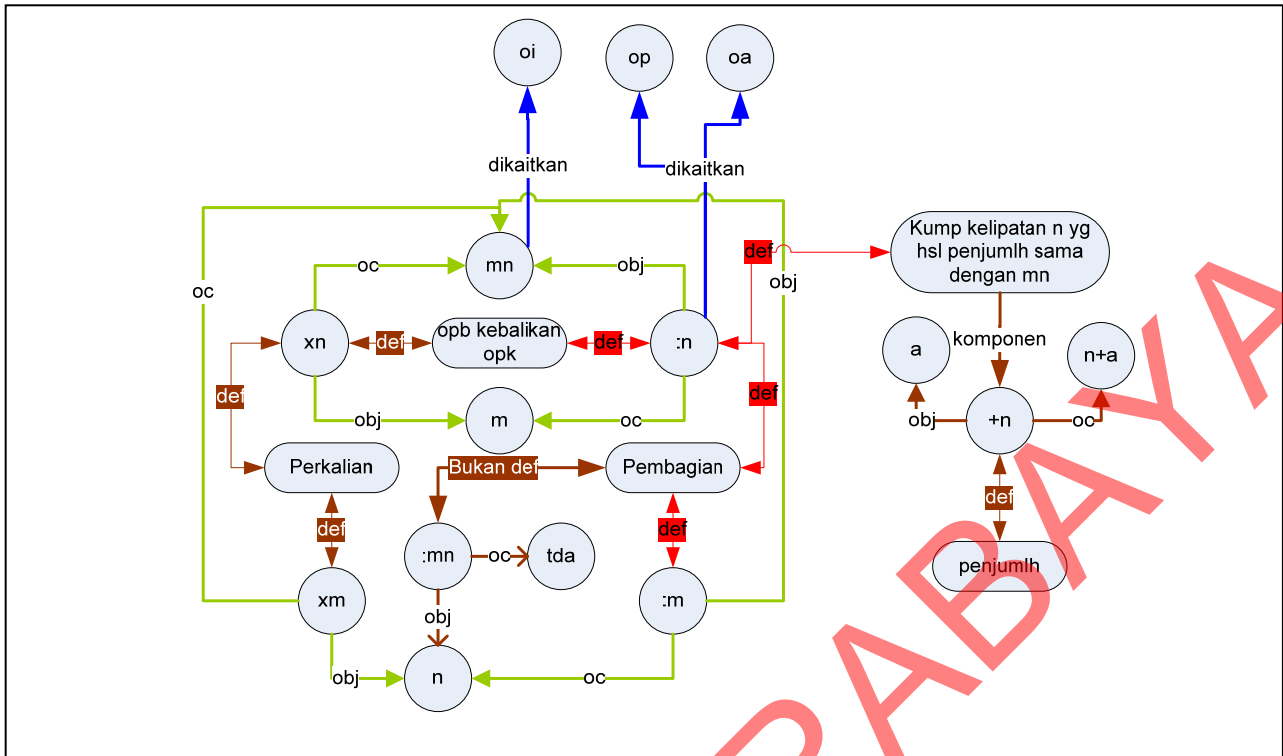 oi
op
oa
dikaitkan
dikaitkan
Kump kelipatan n yg
hsl penjumlh sama
dengan mn
def
mn
oc
obj
obj
oc
xn
def
opb kebalikan
opk
def
:n
komponen
a
n+a
def
def
obj
m
oc
obj
+n
oc
Perkalian
Bukan def
Pembagian
def
def
def
:mn
oc
tda
penjumlh
xm
obj
:m
obj
n
oc
BABAYA